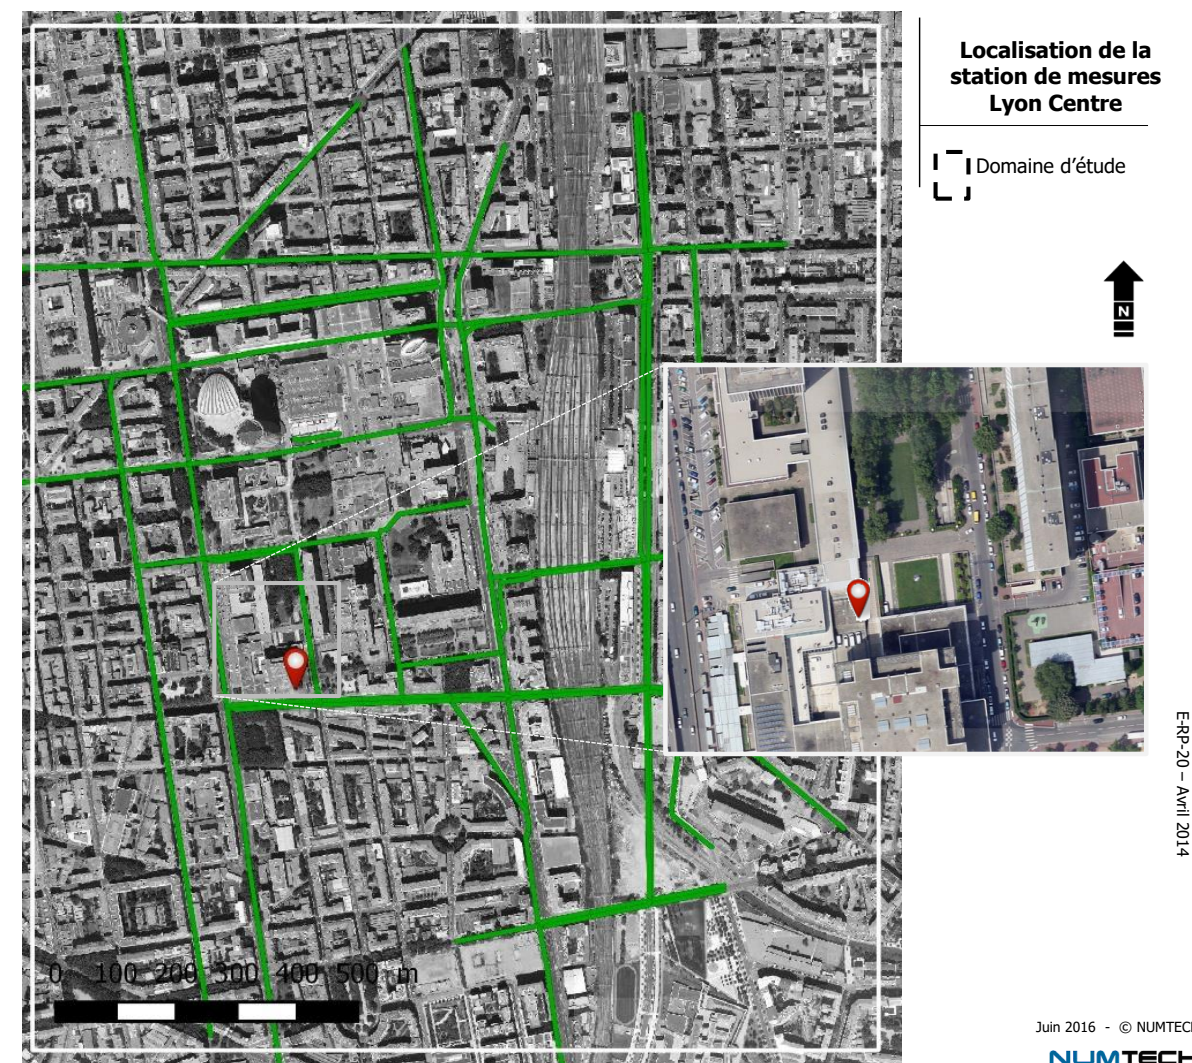 Localisation de la
station de mesures
Lyon Centre
Domaine d'étude
N
0 100 200 300 400 500 m
E-RP-20 – Avril 2014
Juin 2016 - © NUMTECH
NUMTECH